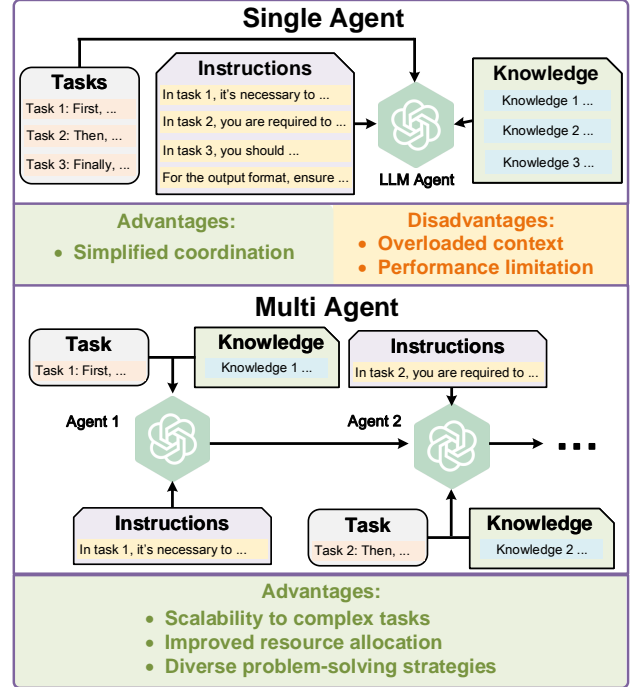 Single Agent
Tasks
Task 1: First, ...
Task 2: Then, ...
Task 3: Finally, ...
Instructions
In task 1, it's necessary to ...
In task 2, you are required to ...
In task 3, you should ...
For the output format, ensure ...
LLM Agent
Knowledge
Knowledge 1 ...
Knowledge 2 ...
Knowledge 3 ...
Advantages:
• Simplified coordination
Disadvantages:
• Overloaded context
• Performance limitation
Multi Agent
Task
Task 1: First, ...
Knowledge
Knowledge 1 ...
Instructions
In task 2, you are required to ...
Agent 1
Agent 2
...
Instructions
In task 1, it's necessary to ...
Task
Task 2: Then, ...
Knowledge
Knowledge 2 ...
Advantages:
• Scalability to complex tasks
• Improved resource allocation
• Diverse problem-solving strategies